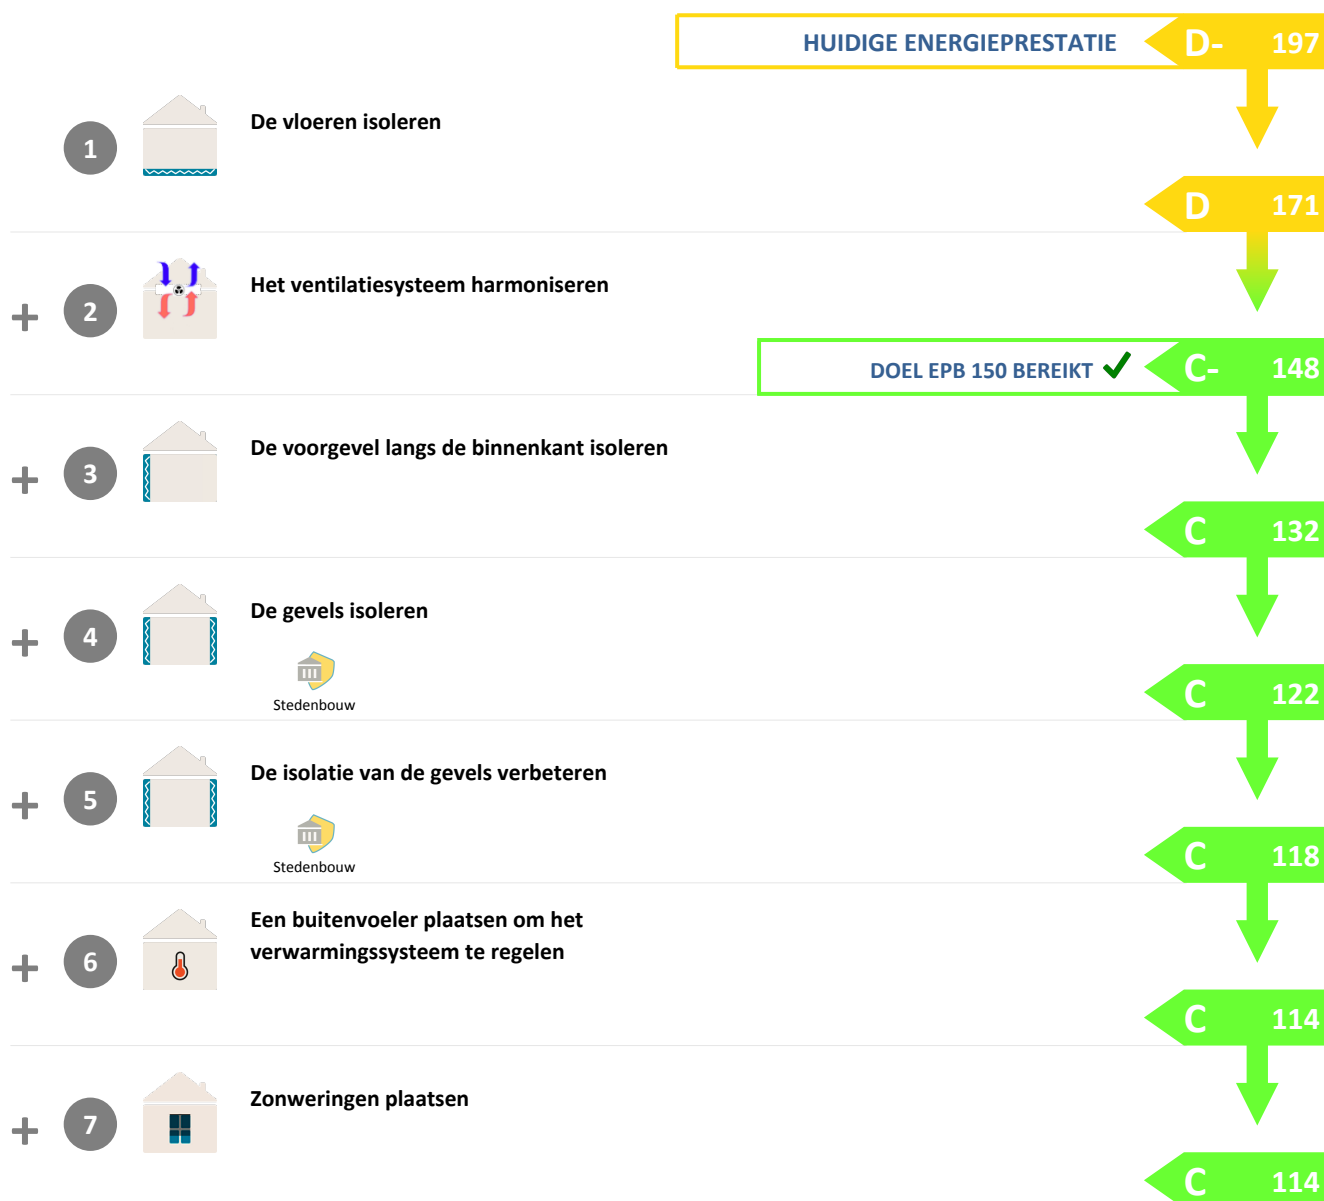 HUIDIGE ENERGIEPRESTATIE D- 197
1 De vloeren isoleren
D 171
+ 2 Het ventilatiesysteem harmoniseren
DOEL EPB 150 BEREIKT ✔ C- 148
+ 3 De voorgevel langs de binnenkant isoleren
C 132
+ 4 De gevels isoleren
Stedenbouw
C 122
+ 5 De isolatie van de gevels verbeteren
Stedenbouw
C 118
+ 6 Een buitenvoeler plaatsen om het
verwarmingssysteem te regelen
C 114
+ 7 Zonweringen plaatsen
C 114